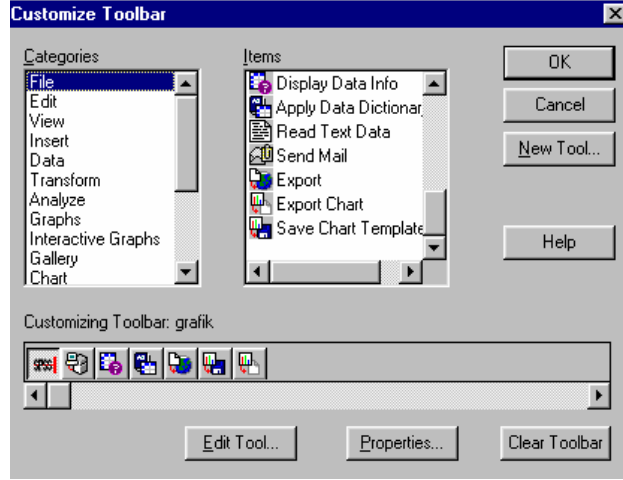 Customize Toolbar
Categories
File
Edit
View
Insert
Data
Transform
Analyze
Graphs
Interactive Graphs
Gallery
Chart
Items
Display Data Info
Apply Data Dictionar
Read Text Data
Send Mail
Export
Export Chart
Save Chart Template
OK
Cancel
New Tool...
Help
Customizing Toolbar: grafik
SPSS
Edit Tool...
Properties...
Clear Toolbar